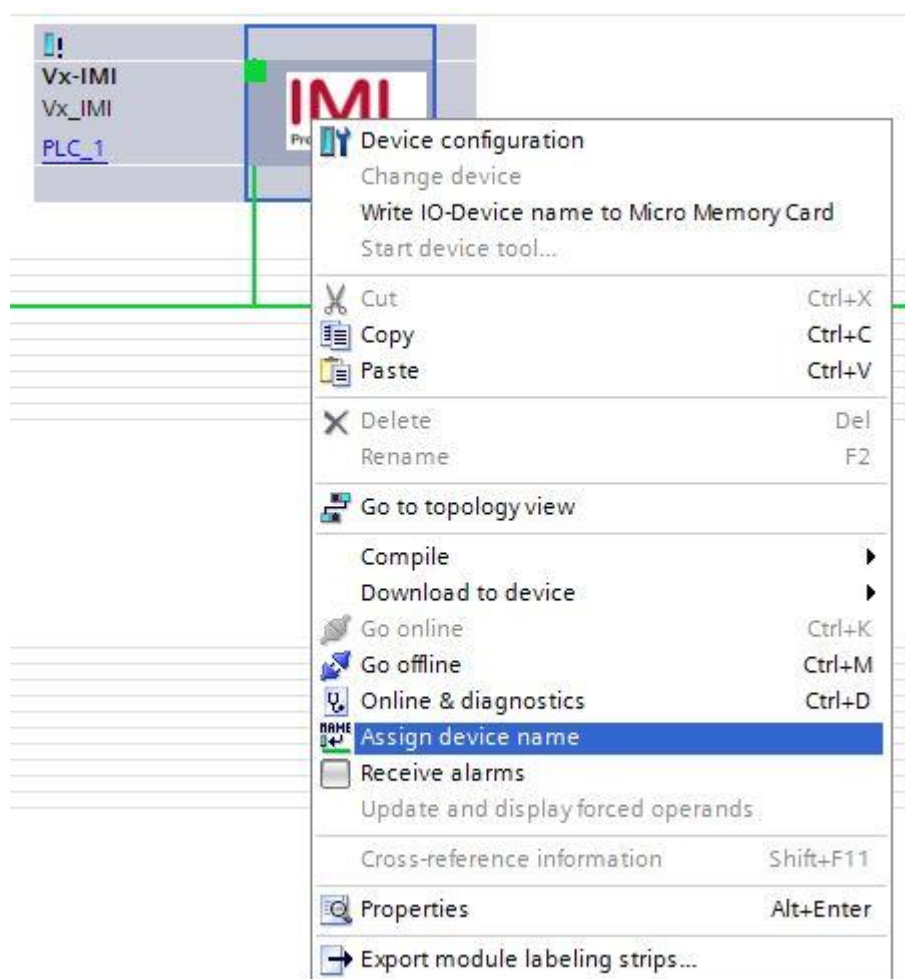 Vx-IMI
Vx_IMI
PLC_1
IMI
Device configuration
Change device
Write IO-Device name to Micro Memory Card
Start device tool...
Cut Ctrl+X
Copy Ctrl+C
Paste Ctrl+V
Delete Del
Rename F2
Go to topology view
Compile
Download to device
Go online Ctrl+K
Go offline Ctrl+M
Online & diagnostics Ctrl+D
NAME
Assign device name
Receive alarms
Update and display forced operands
Cross-reference information Shift+F11
Properties Alt+Enter
Export module labeling strips...